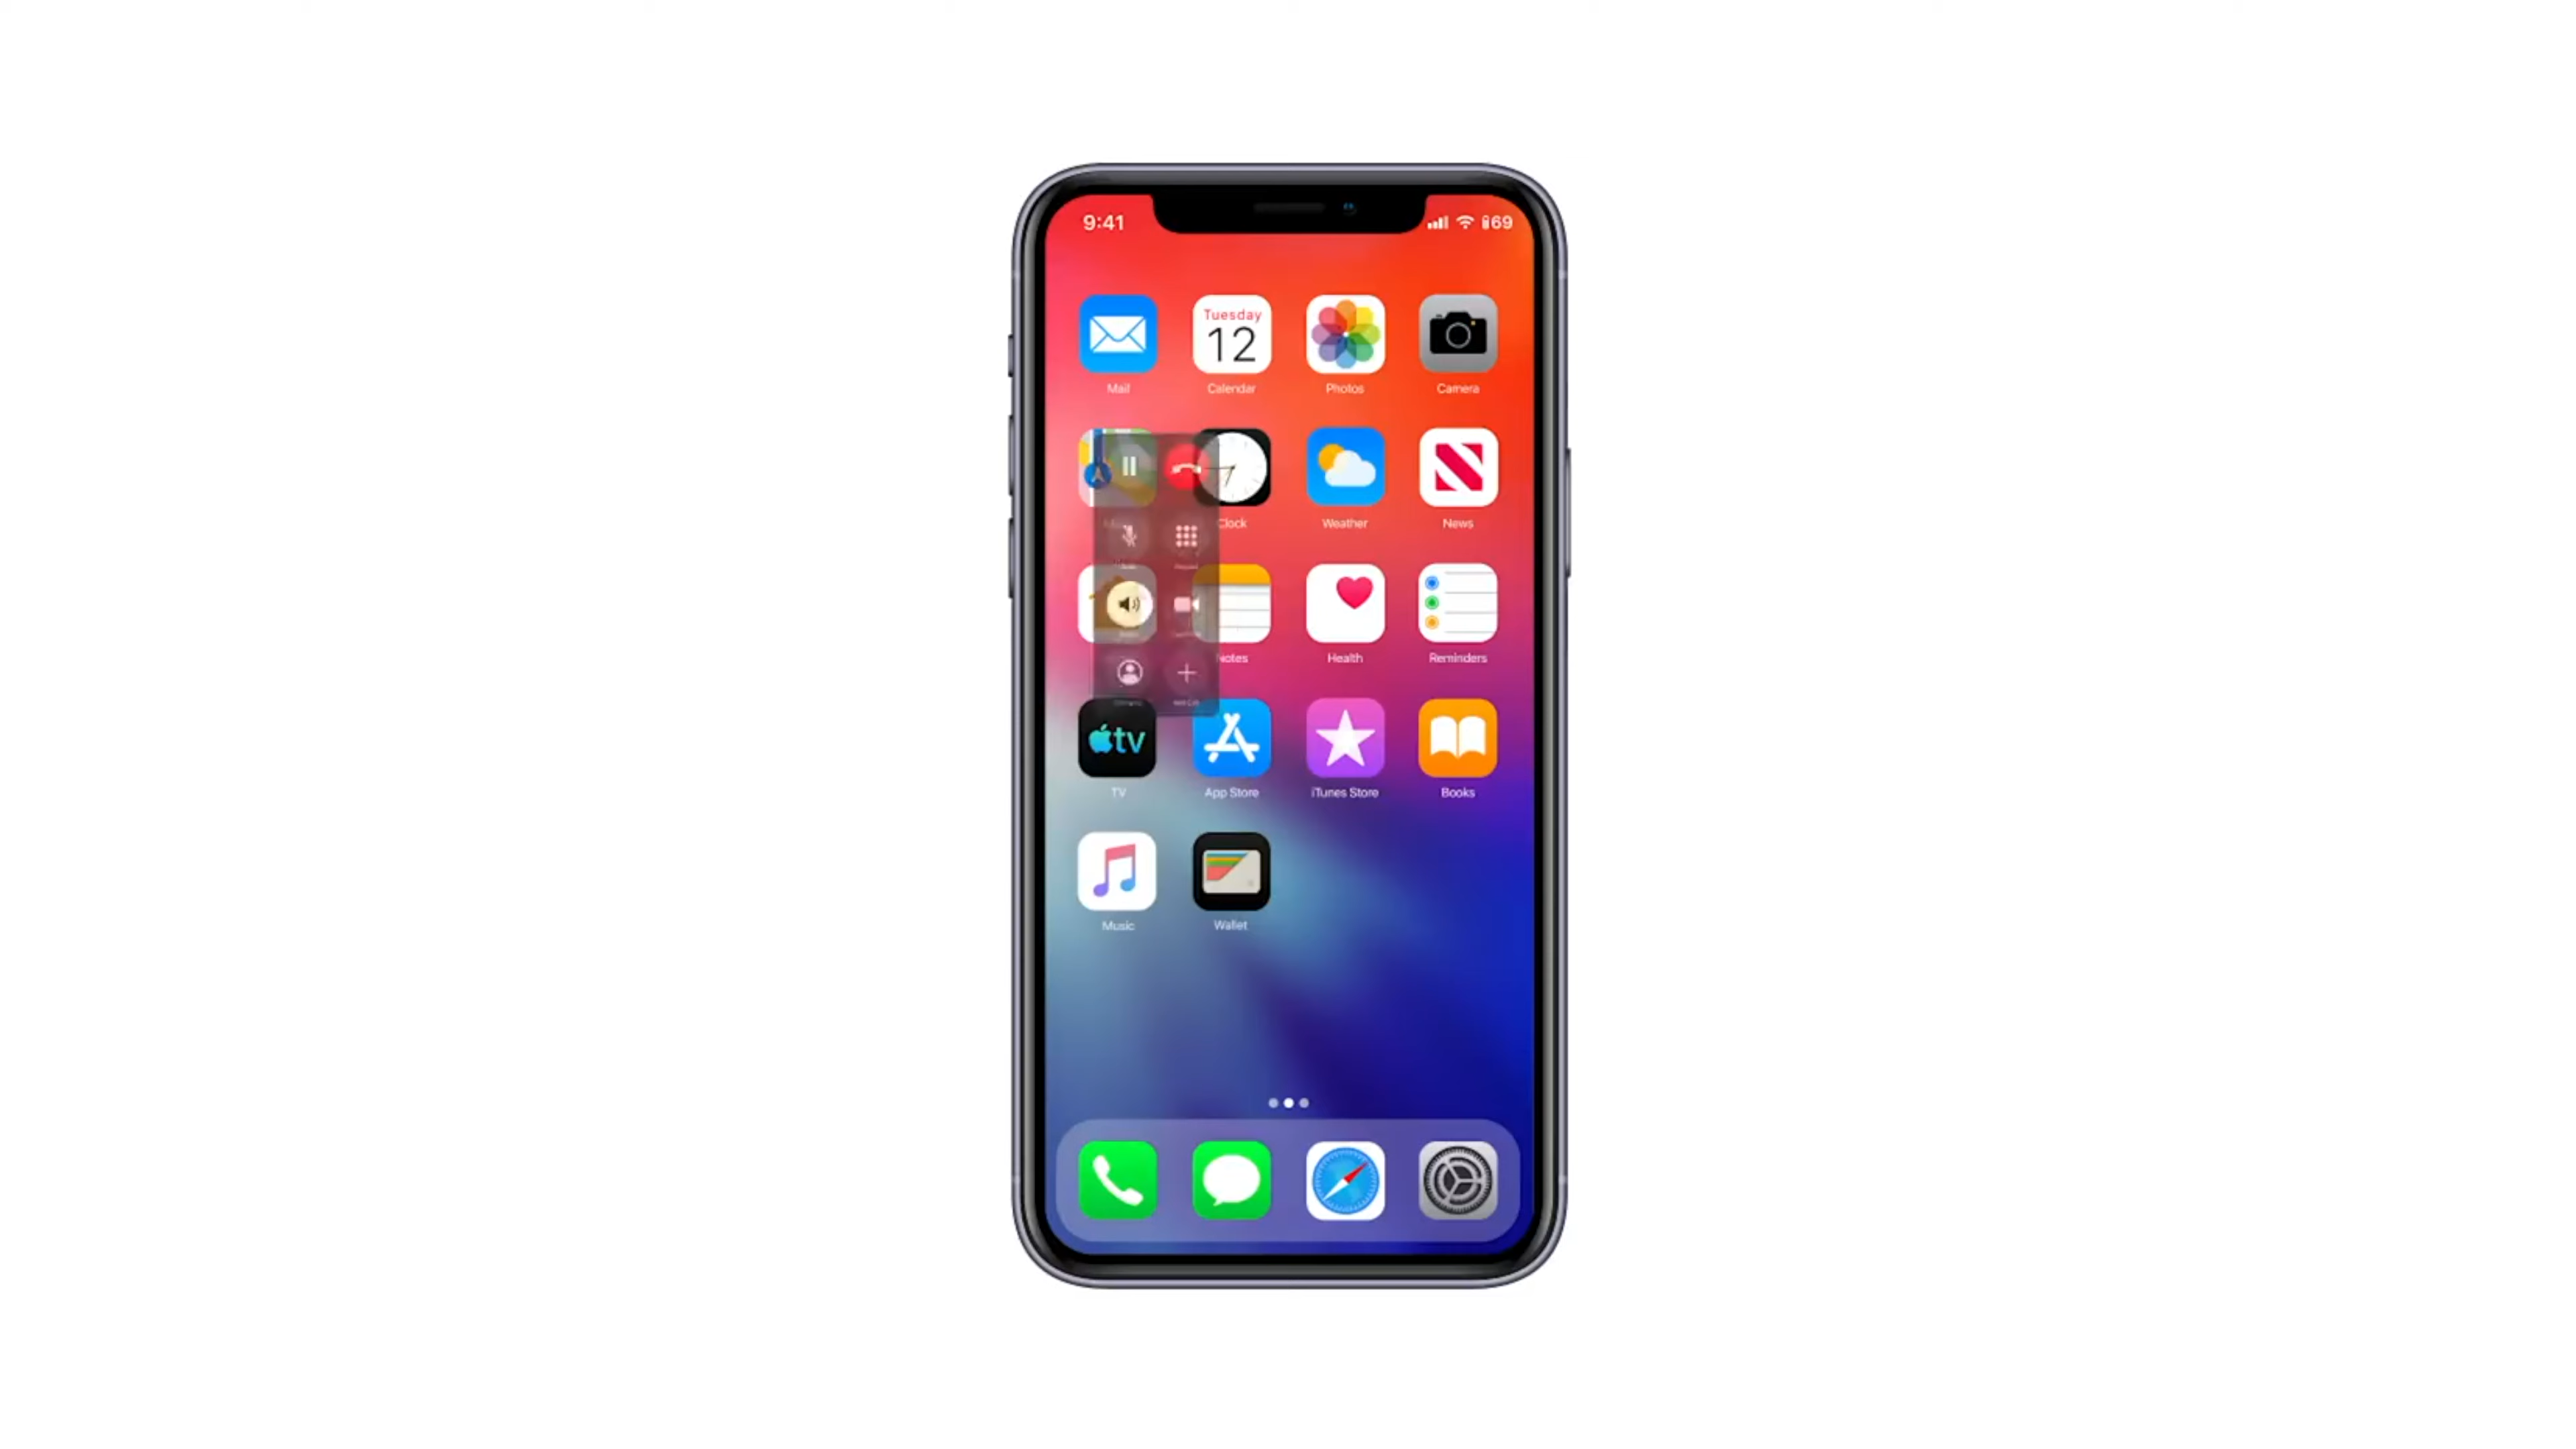 9:41
69
Tuesday
12
Mail
Calendar
Photos
Camera
Clock
Weather
News
Notes
Health
Reminders
tv
TV
App Store
iTunes Store
Books
Music
Wallet